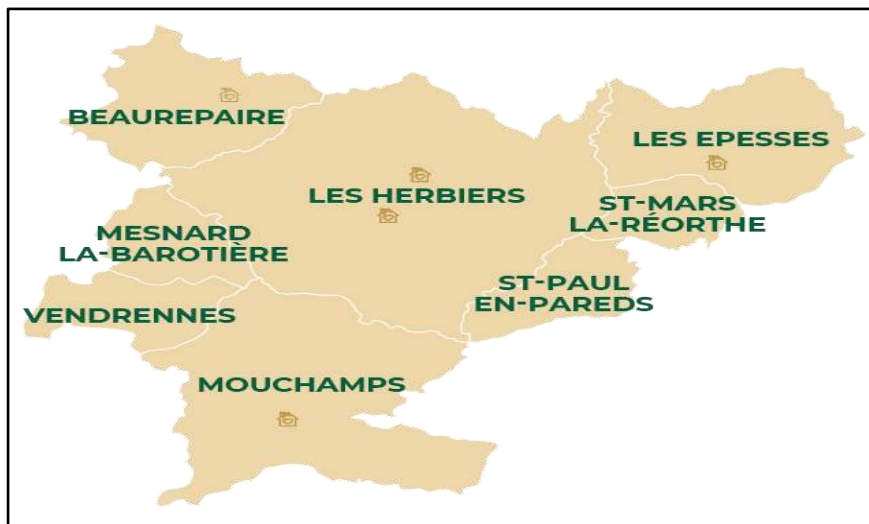 BEAUREPAIRE
LES EPESSES
LES HERBIERS
ST-MARS
LA-RÉORTHE
MESNARD
LA-BAROTIÈRE
ST-PAUL
EN-PAREDS
VENDRENNES
MOUCHAMPS